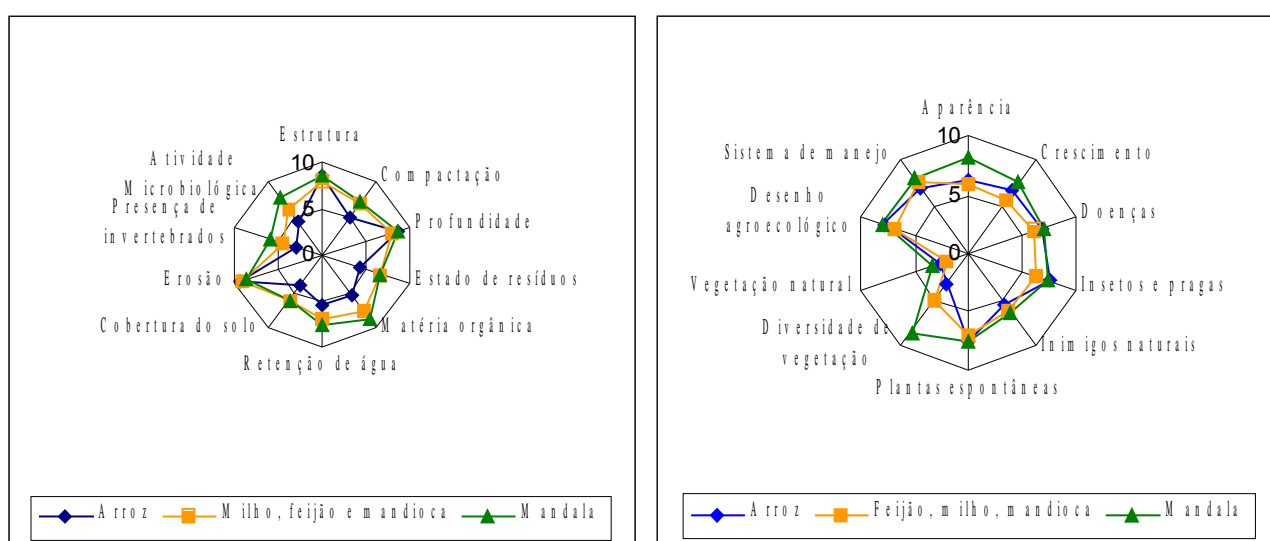 Estrutura
Atividade
Microbiológica
10
Compactação
Presença de
invertebrados
5
Profundidade
0
Erosão
Estado de resíduos
Cobertura do solo
Matéria orgânica
Retenção de água
Arroz
Milho, feijão e mandioca
Mandala
Aparência
10
Sistema de manejo
Crescimento
Desenho
agroecológico
5
Doenças
0
Vegetação natural
Insetos e pragas
Diversidade de
vegetação
Inimigos naturais
Plantas espontâneas
Arroz
Feijão, milho, mandioca
Mandala